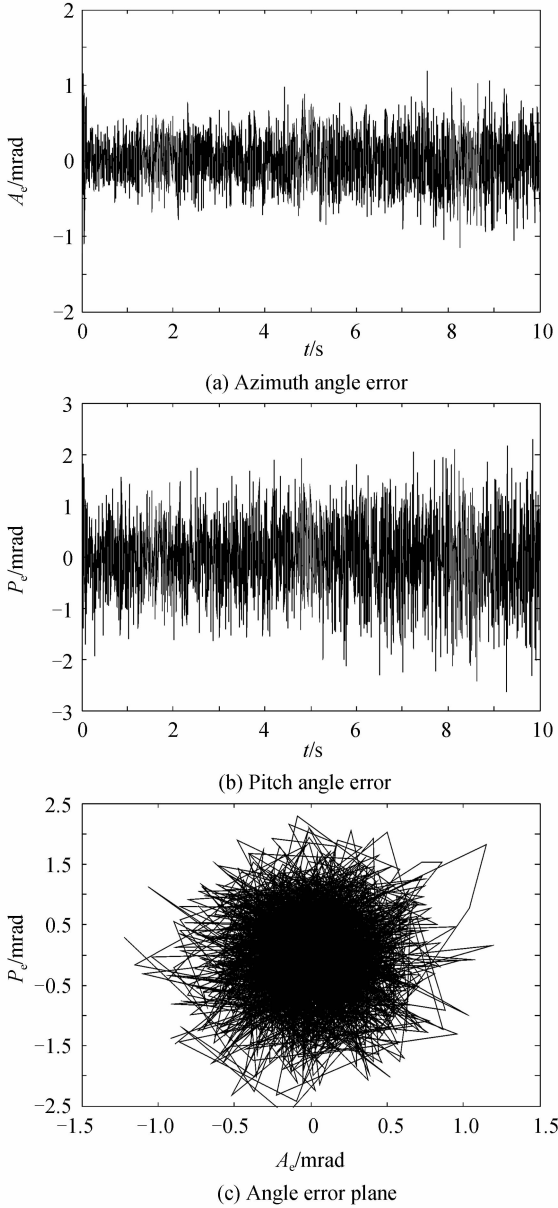 2
1
0
−1
−2
A_e/mrad
0 2 4 6 8 10
t/s
(a) Azimuth angle error
3
2
1
0
−1
−2
−3
P_e/mrad
0 2 4 6 8 10
t/s
(b) Pitch angle error
2.5
1.5
0.5
−0.5
−1.5
−2.5
P_e/mrad
−1.5 −1.0 −0.5 0 0.5 1.0 1.5
A_e/mrad
(c) Angle error plane